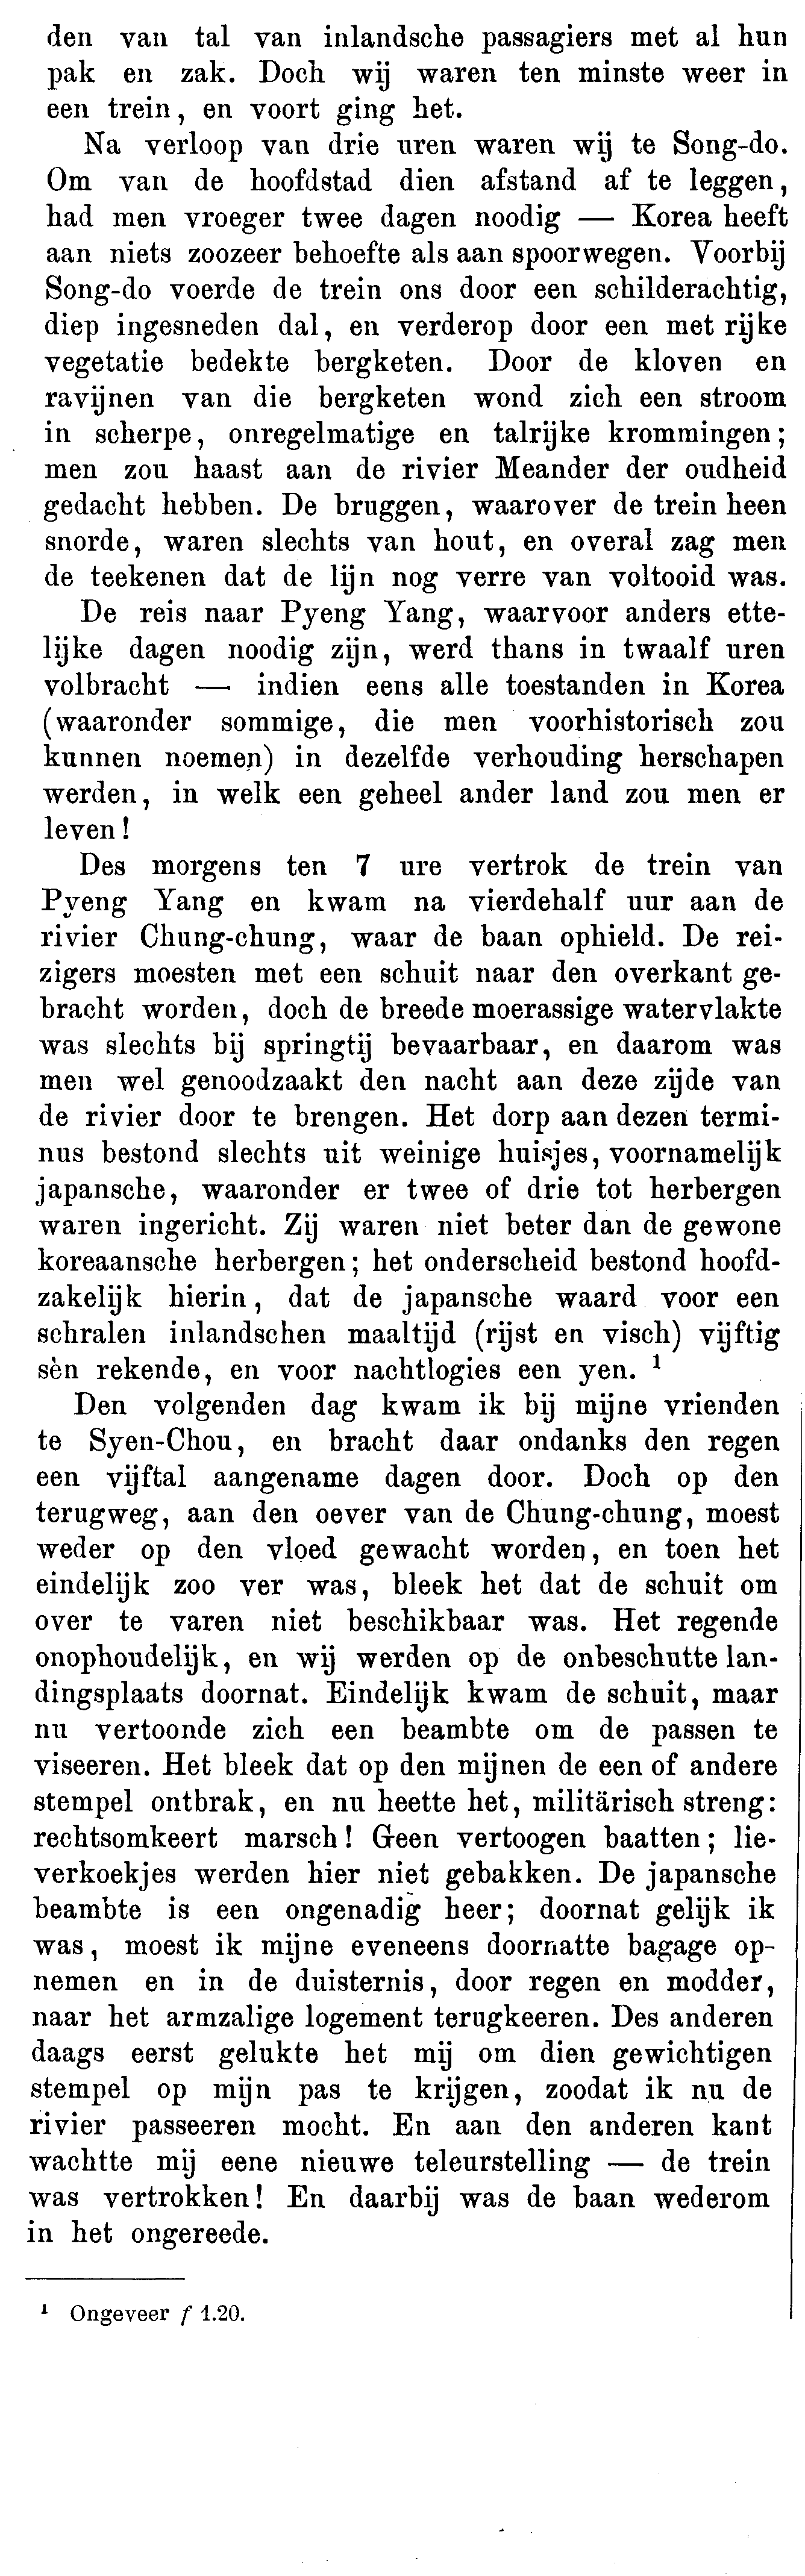 den van tal van inlandsche passagiers met al hun
pak en zak. Doch wij waren ten minste weer in
een trein, en voort ging het.
Na verloop van drie uren waren wij te Song-do.
Om van de hoofdstad dien afstand af te leggen,
had men vroeger twee dagen noodig — Korea heeft
aan niets zoozeer behoefte als aan spoorwegen. Voorbij
Song-do voerde de trein ons door een schilderachtig,
diep ingesneden dal, en verderop door een met rijke
vegetatie bedekte bergketen. Door de kloven en
ravijnen van die bergketen wond zich een stroom
in scherpe, onregelmatige en talrijke krommingen;
men zou haast aan de rivier Meander der oudheid
gedacht hebben. De bruggen, waarover de trein heen
snorde, waren slechts van hout, en overal zag men
de teekenen dat de lijn nog verre van voltooid was.
De reis naar Pyeng Yang, waarvoor anders ette-
lijke dagen noodig zijn, werd thans in twaalf uren
volbracht — indien eens alle toestanden in Korea
(waaronder sommige, die men voorhistorisch zou
kunnen noemen) in dezelfde verhouding herschapen
werden, in welk een geheel ander land zou men er
leven!
Des morgens ten 7 ure vertrok de trein van
Pyeng Yang en kwam na vierdehalf uur aan de
rivier Chung-chung, waar de baan ophield. De rei-
zigers moesten met een schuit naar den overkant ge-
bracht worden, doch de breede moerassige watervlakte
was slechts bij springtij bevaarbaar, en daarom was
men wel genoodzaakt den nacht aan deze zijde van
de rivier door te brengen. Het dorp aan dezen termi-
nus bestond slechts uit weinige huisjes, voornamelijk
japansche, waaronder er twee of drie tot herbergen
waren ingericht. Zij waren niet beter dan de gewone
koreaansche herbergen; het onderscheid bestond hoofd-
zakelijk hierin, dat de japansche waard voor een
schralen inlandschen maaltijd (rijst en visch) vijftig
sèn rekende, en voor nachtlogies een yen. ¹
Den volgenden dag kwam ik bij mijne vrienden
te Syen-Chou, en bracht daar ondanks den regen
een vijftal aangename dagen door. Doch op den
terugweg, aan den oever van de Chung-chung, moest
weder op den vloed gewacht worden, en toen het
eindelijk zoo ver was, bleek het dat de schuit om
over te varen niet beschikbaar was. Het regende
onophoudelijk, en wij werden op de onbeschutte lan-
dingsplaats doornat. Eindelijk kwam de schuit, maar
nu vertoonde zich een beambte om de passen te
viseeren. Het bleek dat op den mijnen de een of andere
stempel ontbrak, en nu heette het, militärisch streng:
rechtsomkeert marsch! Geen vertoogen baatten; lie-
verkoekjes werden hier niet gebakken. De japansche
beambte is een ongenadig heer; doornat gelijk ik
was, moest ik mijne eveneens doornatte bagage op-
nemen en in de duisternis, door regen en modder,
naar het armzalige logement terugkeeren. Des anderen
daags eerst gelukte het mij om dien gewichtigen
stempel op mijn pas te krijgen, zoodat ik nu de
rivier passeeren mocht. En aan den anderen kant
wachtte mij eene nieuwe teleurstelling — de trein
was vertrokken! En daarbij was de baan wederom
in het ongereede.
¹ Ongeveer f 1.20.